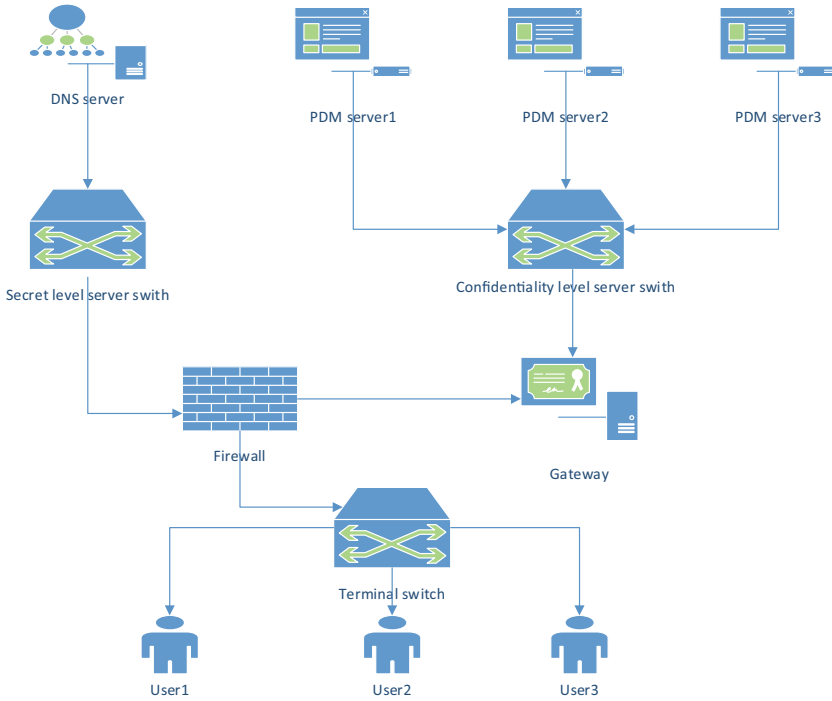 DNS server
PDM server1
PDM server2
PDM server3
Secret level server swith
Confidentiality level server swith
Firewall
Gateway
Terminal switch
User1
User2
User3